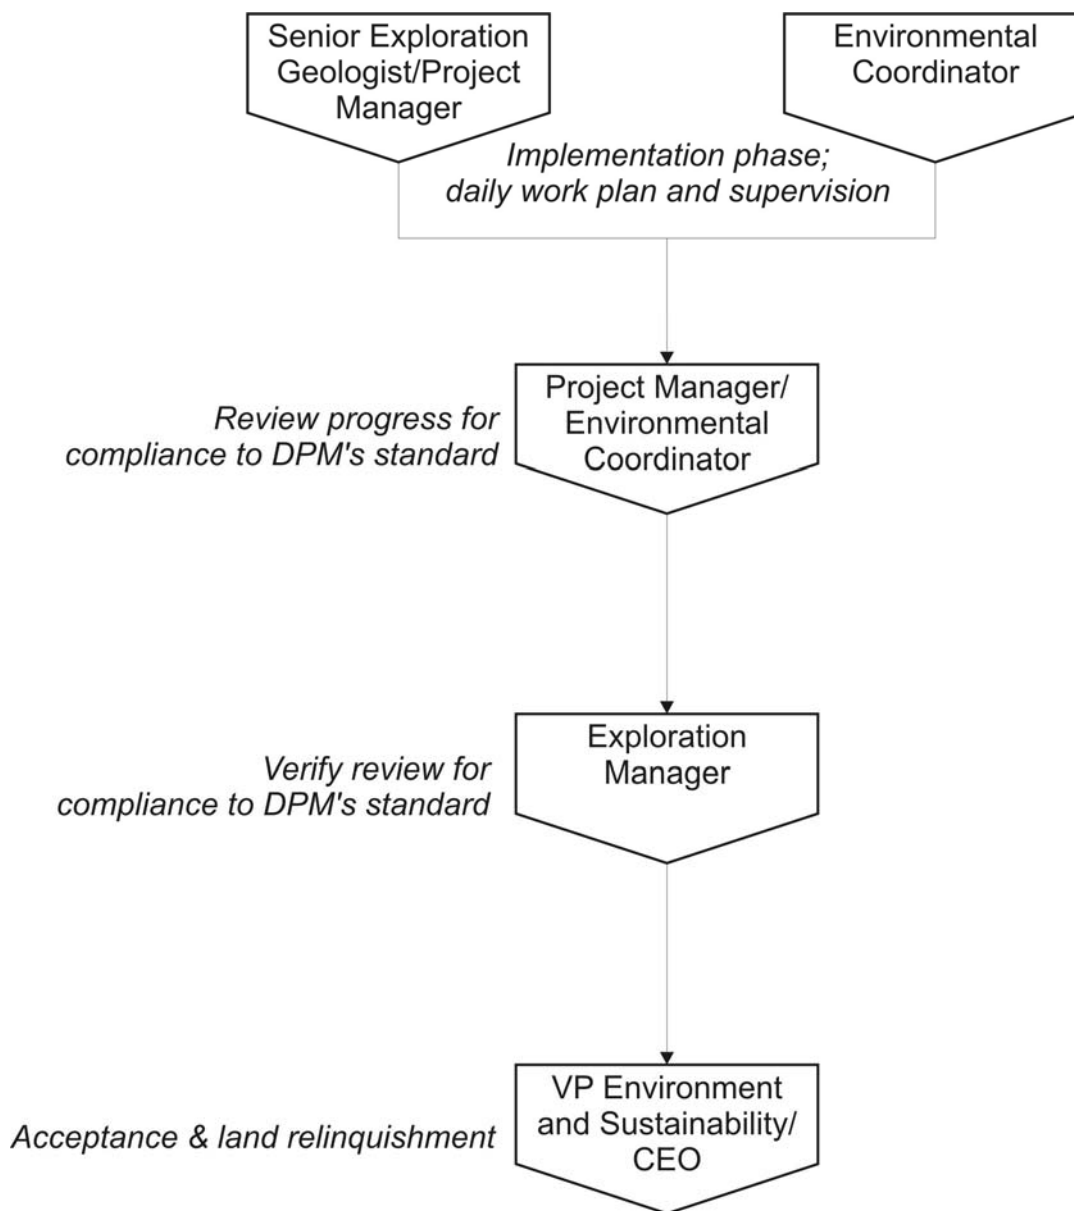 Senior Exploration
Geologist/Project
Manager
Environmental
Coordinator
Implementation phase;
daily work plan and supervision
Project Manager/
Environmental
Coordinator
Review progress for
compliance to DPM's standard
Exploration
Manager
Verify review for
compliance to DPM's standard
VP Environment
and Sustainability/
CEO
Acceptance & land relinquishment